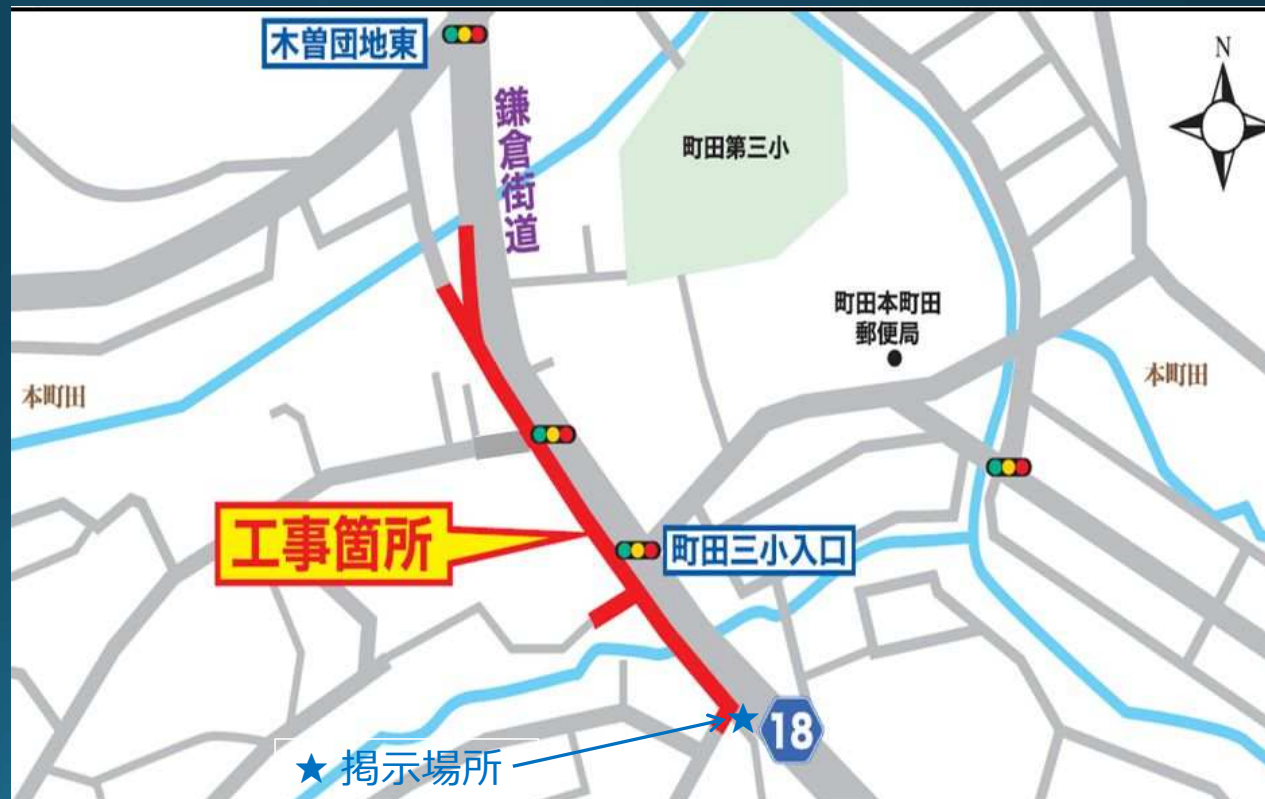 木曽団地東
N
鎌倉街道
町田第三小
町田本町田
郵便局
本町田
本町田
工事箇所
町田三小入口
18
★ 掲示場所